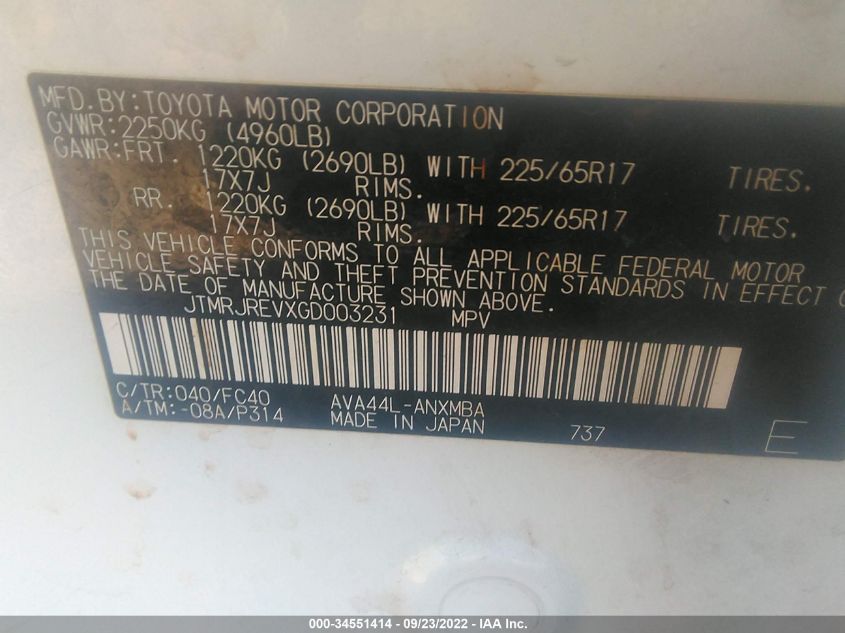 MFD.BY:TOYOTA MOTOR CORPORATION
GVWR:2250KG (4960LB)
GAWR:FRT. 1220KG (2690LB) WITH 225/65R17 TIRES.
17X7J RIMS.
RR. 1220KG (2690LB) WITH 225/65R17 TIRES.
17X7J RIMS.
THIS VEHICLE CONFORMS TO ALL APPLICABLE FEDERAL MOTOR
VEHICLE SAFETY AND THEFT PREVENTION STANDARDS IN EFFECT
THE DATE OF MANUFACTURE SHOWN ABOVE.
JTMRJREVXGD003231 MPV
C/TR:040/FC40 AVA44L-ANXMBA
A/TM:-08A/P314 MADE IN JAPAN 737 E
000-34551414 - 09/23/2022 - IAA Inc.